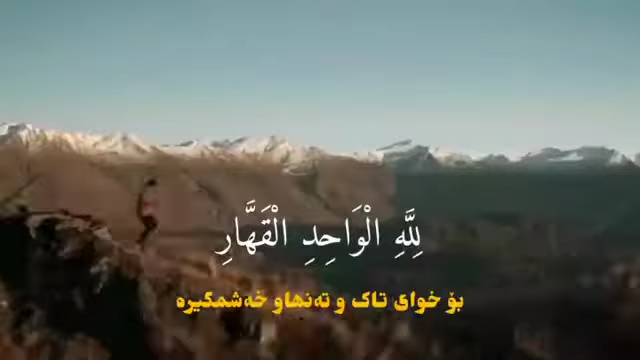 لِلَّهِ الْوَاحِدِ الْقَهَّارِ
بۆ خوای تاک و تەنهاو خەشمگیرە